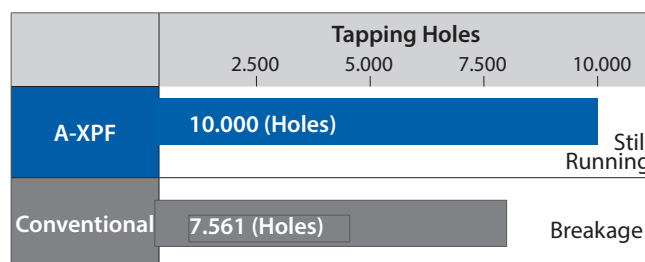 Tapping Holes
2.500 5.000 7.500 10.000
A-XPF 10.000 (Holes)
Stil
Running
Conventional 7.561 (Holes) Breakage